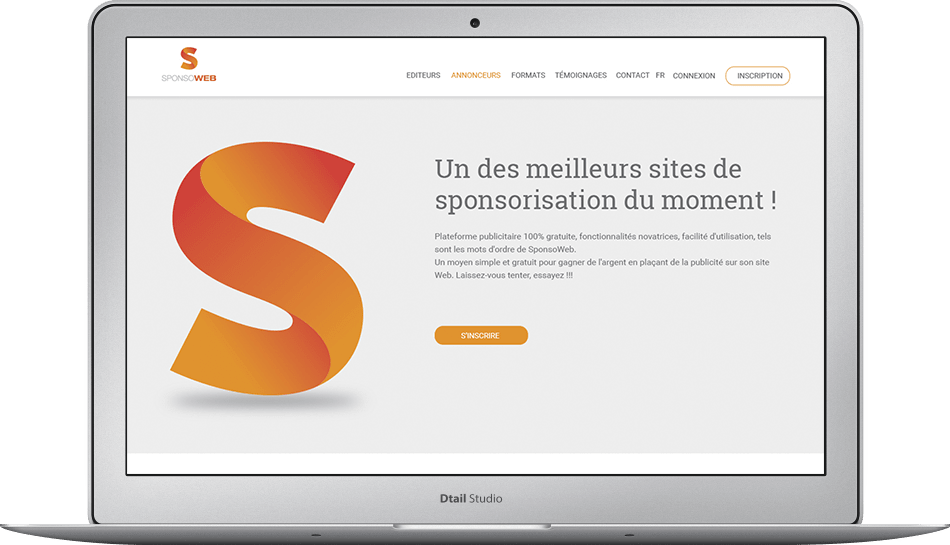 S
SPONSOWEB
EDITEURS ANNONCEURS FORMATS TÉMOIGNAGES CONTACT FR CONNEXION INSCRIPTION
S
Un des meilleurs sites de
sponsorisation du moment !
Plateforme publicitaire 100% gratuite, fonctionnalités novatrices, facilité d'utilisation, tels
sont les mots d'ordre de SponsoWeb.
Un moyen simple et gratuit pour gagner de l'argent en plaçant de la publicité sur son site
Web. Laissez-vous tenter, essayez !!!
S'INSCRIRE
Dtail Studio